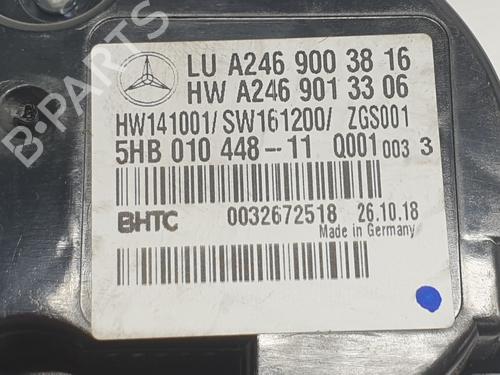 LU A246 900 38 16
HW A246 901 33 06
HW141001/ SW161200/ ZGS001
5HB 010 448-11 Q001 003 3
BHTC 0032672518 26.10.18
Made in Germany
B-PARTS